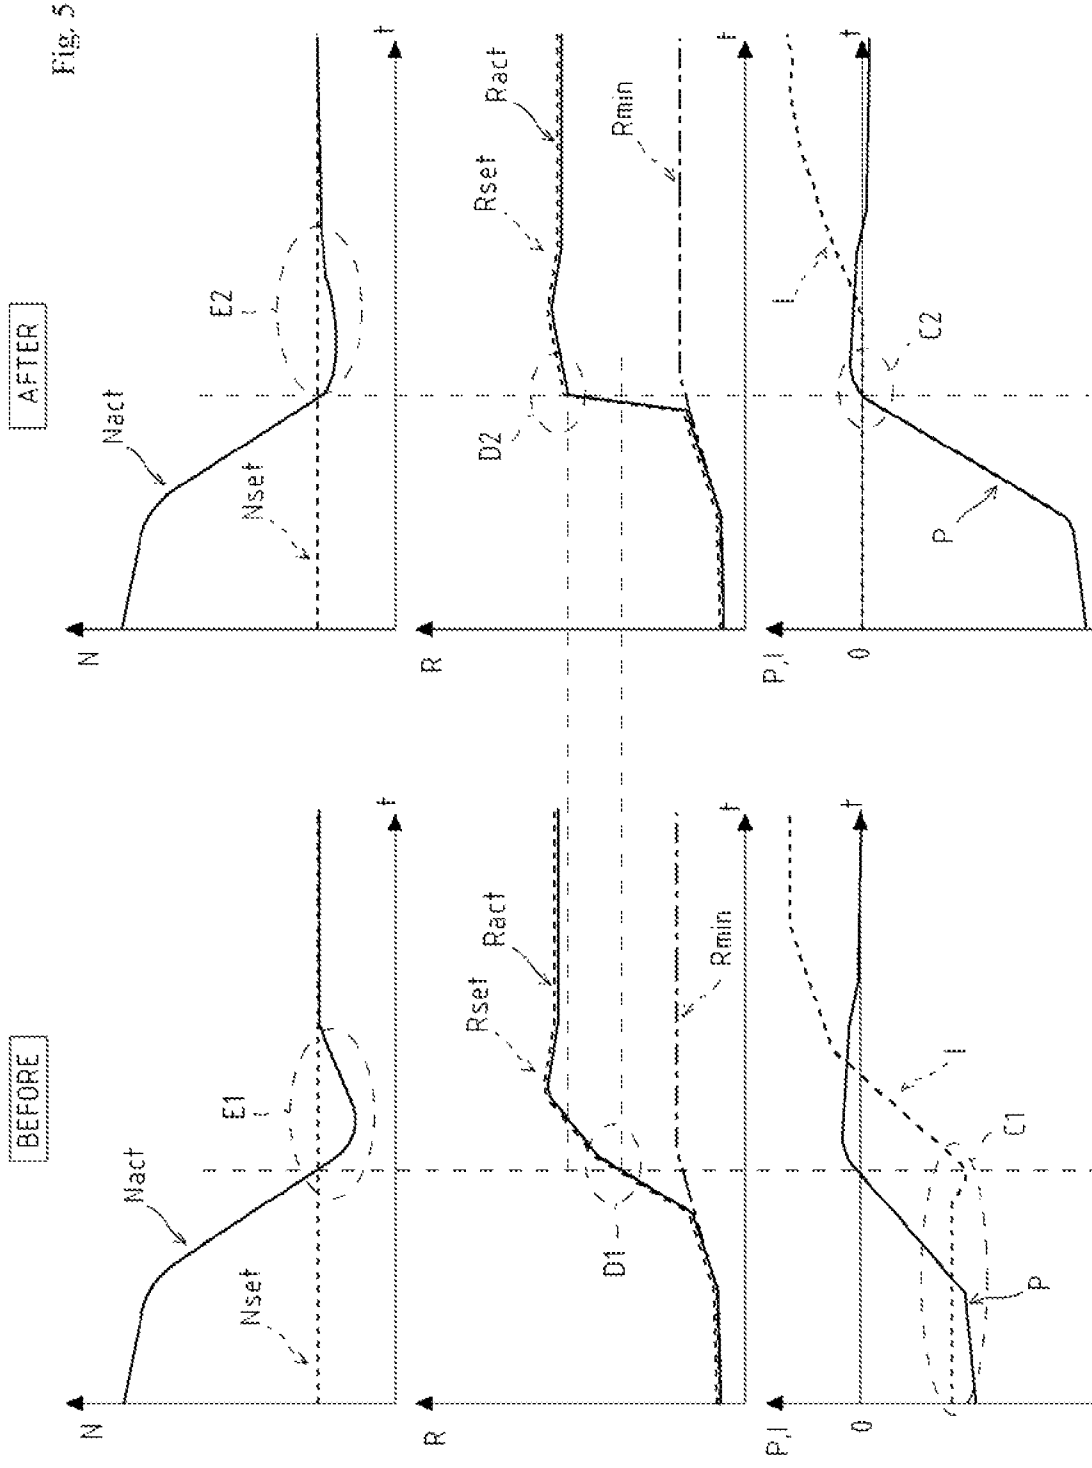 Fig. 5
BEFORE
N
Nact
Nset
E1
t
R
Rset
Ract
D1
Rmin
t
P,I
0
P
C1
I
t
AFTER
N
Nact
Nset
E2
t
R
D2
Rset
Ract
Rmin
t
P,I
0
P
C2
I
t